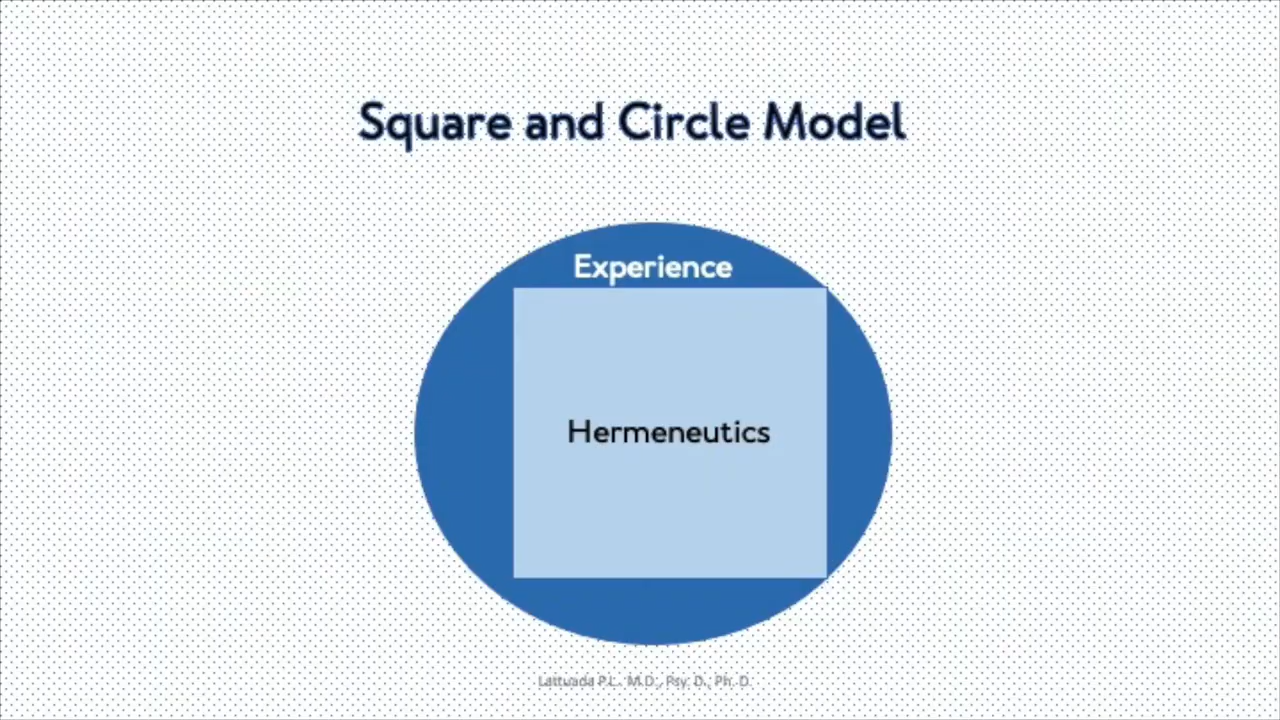 Square and Circle Model
Experience
Hermeneutics
Lattuada P.L. M.D., Psy. D., Ph. D.